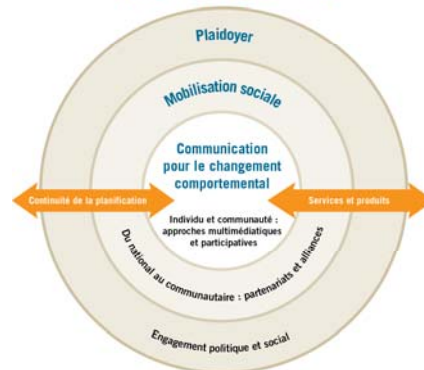 Plaidoyer
Mobilisation sociale
Communication
pour le changement
comportemental
Continuité de la planification
Services et produits
Individu et communauté :
approches multimédiatiques
et participatives
Du national au communautaire : partenariats et alliances
Engagement politique et social